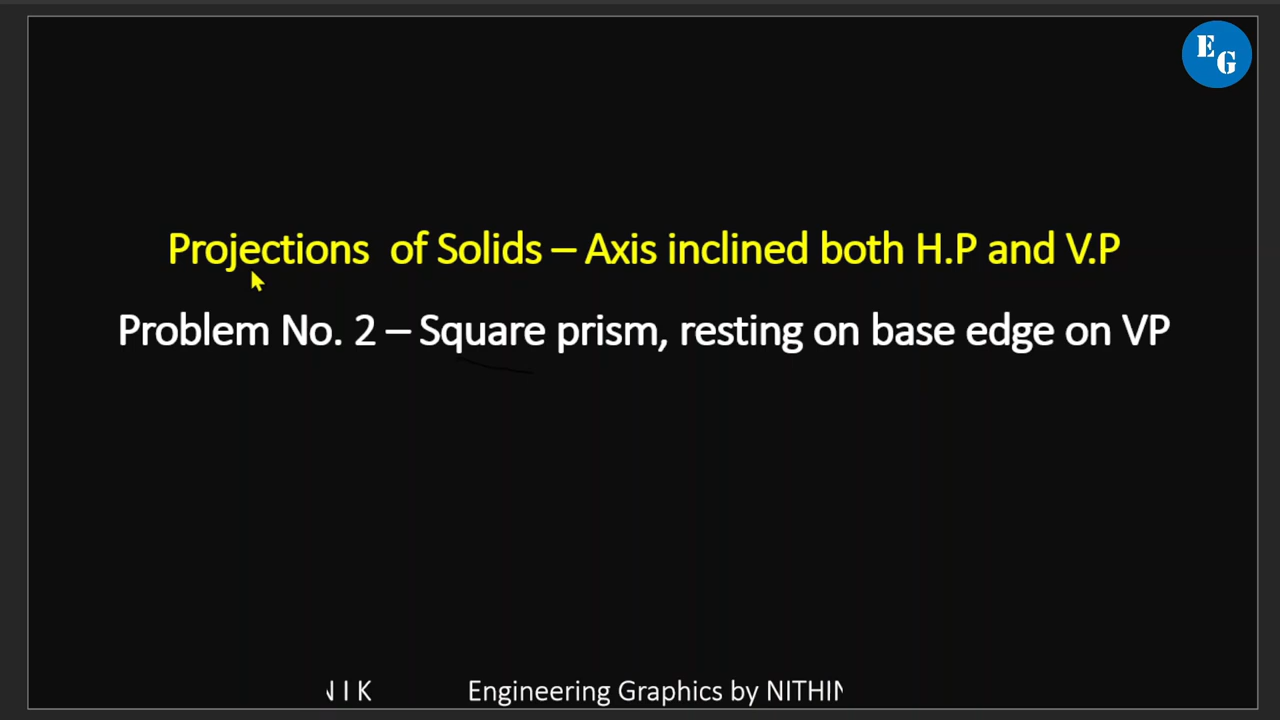 E
G
Projections of Solids – Axis inclined both H.P and V.P
Problem No. 2 – Square prism, resting on base edge on VP
I K Engineering Graphics by NITHIN